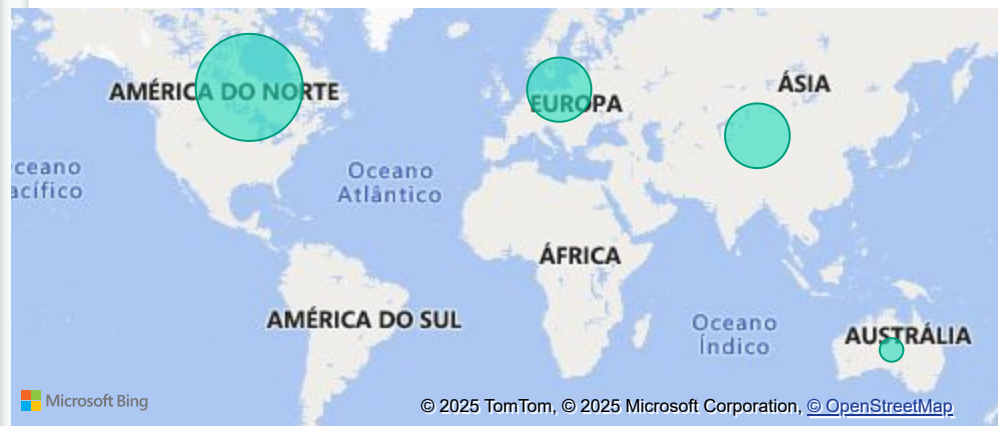 AMÉRICA DO NORTE
EUROPA
ÁSIA
ceano
acífico
Oceano
Atlântico
ÁFRICA
AMÉRICA DO SUL
Oceano
Índico
AUSTRÁLIA
Microsoft Bing
© 2025 TomTom, © 2025 Microsoft Corporation, © OpenStreetMap